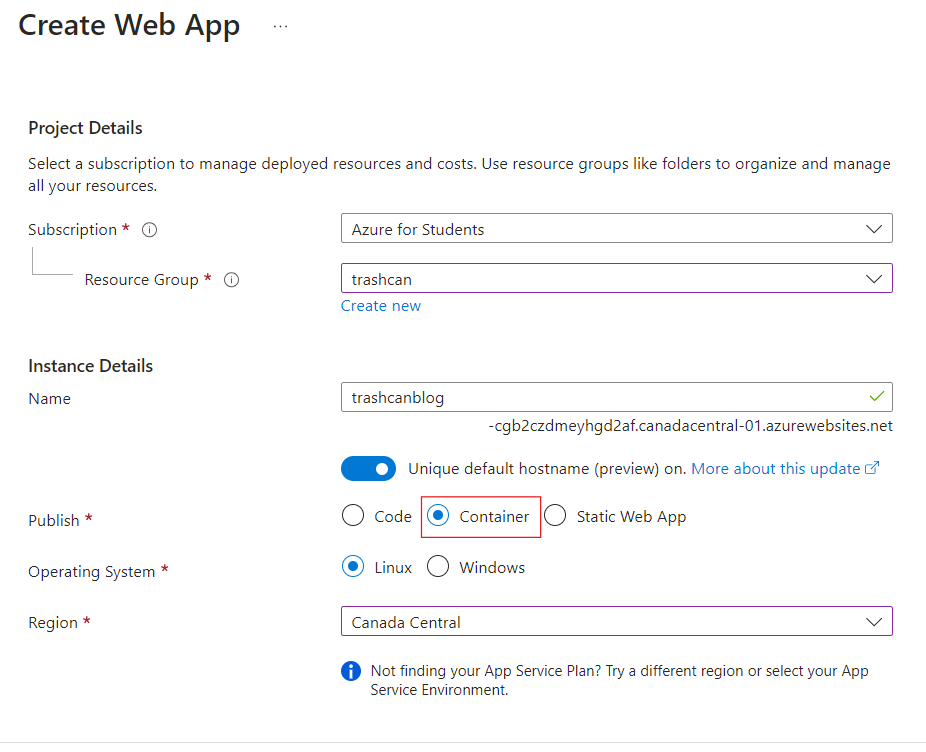 Create Web App ...
Project Details
Select a subscription to manage deployed resources and costs. Use resource groups like folders to organize and manage
all your resources.
Subscription * Azure for Students
Resource Group * trashcan
Create new
Instance Details
Name trashcanblog
-cgb2czdmeyhgd2af.canadacentral-01.azurewebsites.net
Unique default hostname (preview) on. More about this update
Publish * Code Container Static Web App
Operating System * Linux Windows
Region * Canada Central
Not finding your App Service Plan? Try a different region or select your App
Service Environment.